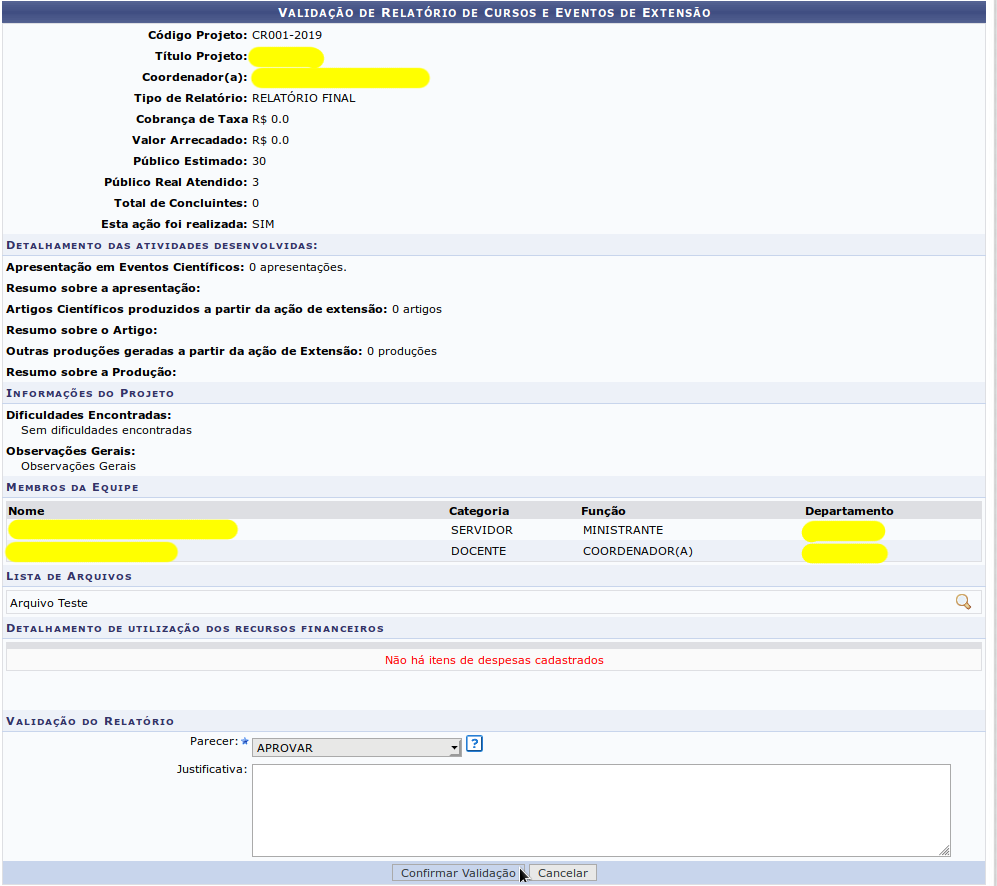 VALIDAÇÃO DE RELATÓRIO DE CURSOS E EVENTOS DE EXTENSÃO
Código Projeto: CR001-2019
Título Projeto:
Coordenador(a):
Tipo de Relatório: RELATÓRIO FINAL
Cobrança de Taxa R$ 0.0
Valor Arrecadado: R$ 0.0
Público Estimado: 30
Público Real Atendido: 3
Total de Concluintes: 0
Esta ação foi realizada: SIM
DETALHAMENTO DAS ATIVIDADES DESENVOLVIDAS:
Apresentação em Eventos Científicos: 0 apresentações.
Resumo sobre a apresentação:
Artigos Científicos produzidos a partir da ação de extensão: 0 artigos
Resumo sobre o Artigo:
Outras produções geradas a partir da ação de Extensão: 0 produções
Resumo sobre a Produção:
INFORMAÇÕES DO PROJETO
Dificuldades Encontradas:
Sem dificuldades encontradas
Observações Gerais:
Observações Gerais
MEMBROS DA EQUIPE
Nome Categoria Função Departamento
SERVIDOR MINISTRANTE
DOCENTE COORDENADOR(A)
LISTA DE ARQUIVOS
Arquivo Teste
DETALHAMENTO DE UTILIZAÇÃO DOS RECURSOS FINANCEIROS
Não há itens de despesas cadastrados
VALIDAÇÃO DO RELATÓRIO
Parecer: APROVAR ?
Justificativa:
Confirmar Validação Cancelar